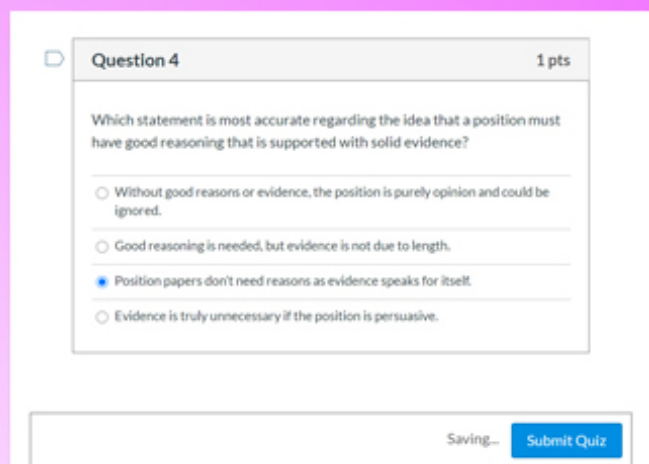 Question 4 1 pts
Which statement is most accurate regarding the idea that a position must
have good reasoning that is supported with solid evidence?
Without good reasons or evidence, the position is purely opinion and could be
ignored.
Good reasoning is needed, but evidence is not due to length.
Position papers don't need reasons as evidence speaks for itself.
Evidence is truly unnecessary if the position is persuasive.
Saving... Submit Quiz